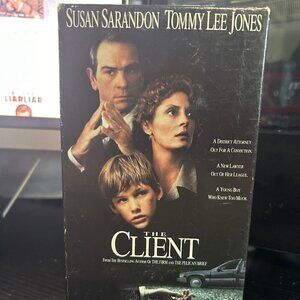 SUSAN SARANDON TOMMY LEE JONES
A DISTRICT ATTORNEY
OUT FOR A CONVICTION.
A NEW LAWYER
OUT OF HER LEAGUE.
A YOUNG BOY
WHO KNEW TOO MUCH.
LIAR LIAR
THE
CLIENT
FROM THE BESTSELLING AUTHOR OF THE FIRM AND THE PELICAN BRIEF